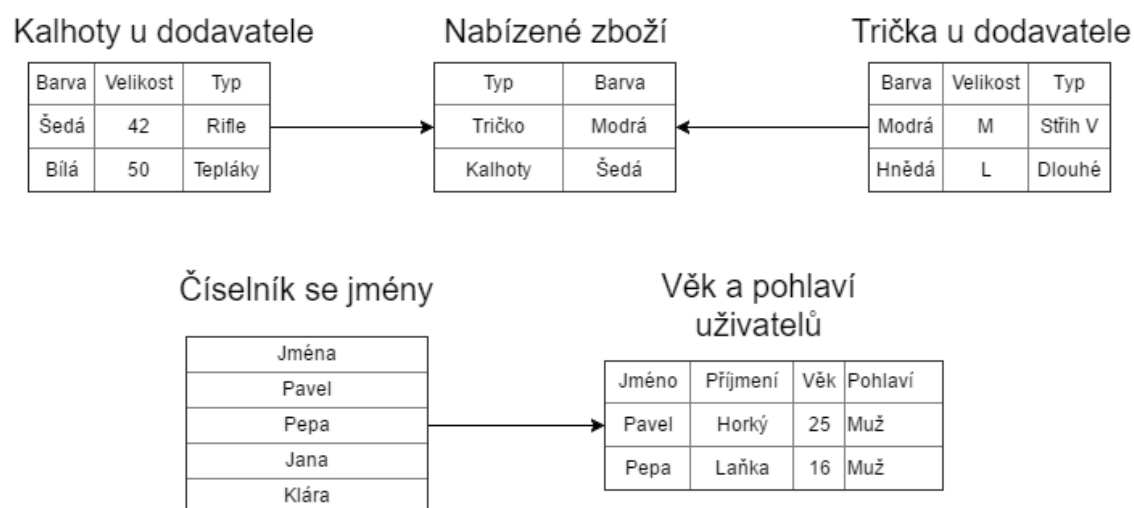 Kalhoty u dodavatele
Barva Velikost Typ
Šedá 42 Rifle
Bílá 50 Tepláky
Nabízené zboží
Typ Barva
Tričko Modrá
Kalhoty Šedá
Trička u dodavatele
Barva Velikost Typ
Modrá M Střih V
Hnědá L Dlouhé
Číselník se jmény
Jména
Pavel
Pepa
Jana
Klára
Věk a pohlaví
uživatelů
Jméno Příjmení Věk Pohlaví
Pavel Horký 25 Muž
Pepa Laňka 16 Muž